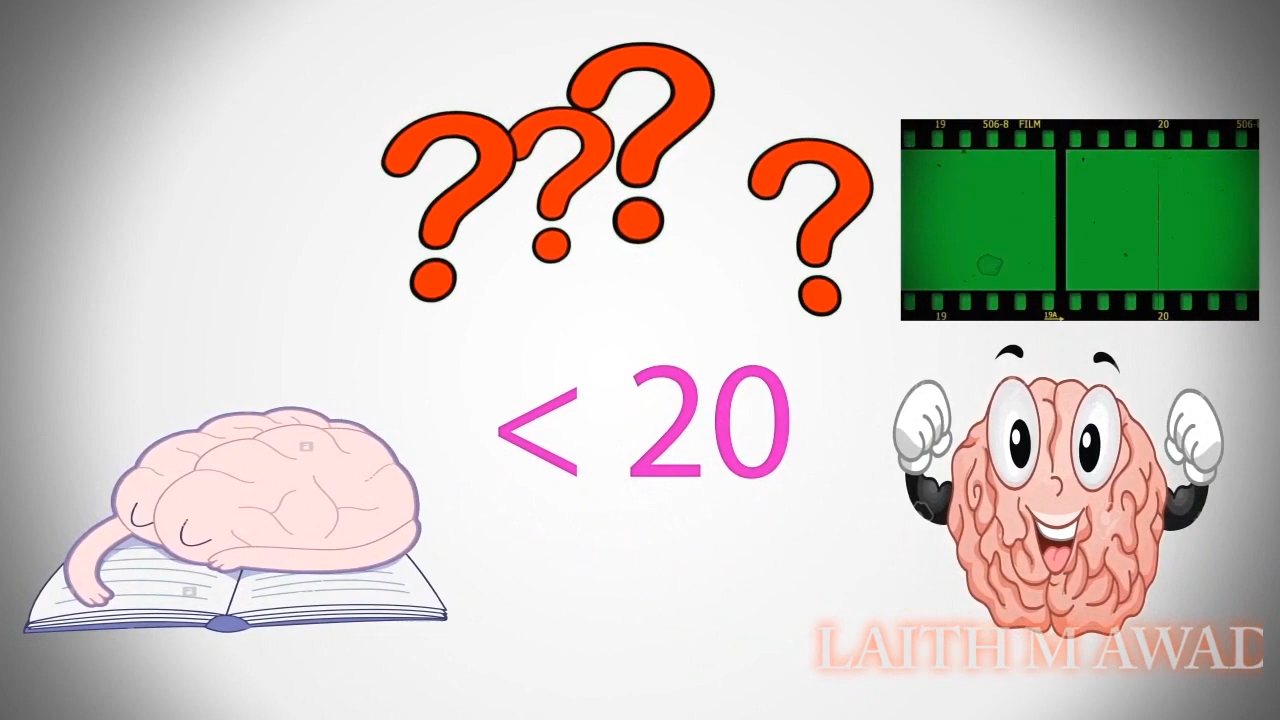 ? ? ? ?
19 506-8 FILM 20 506-
19 19A 20
< 20
LAITH M AWAD